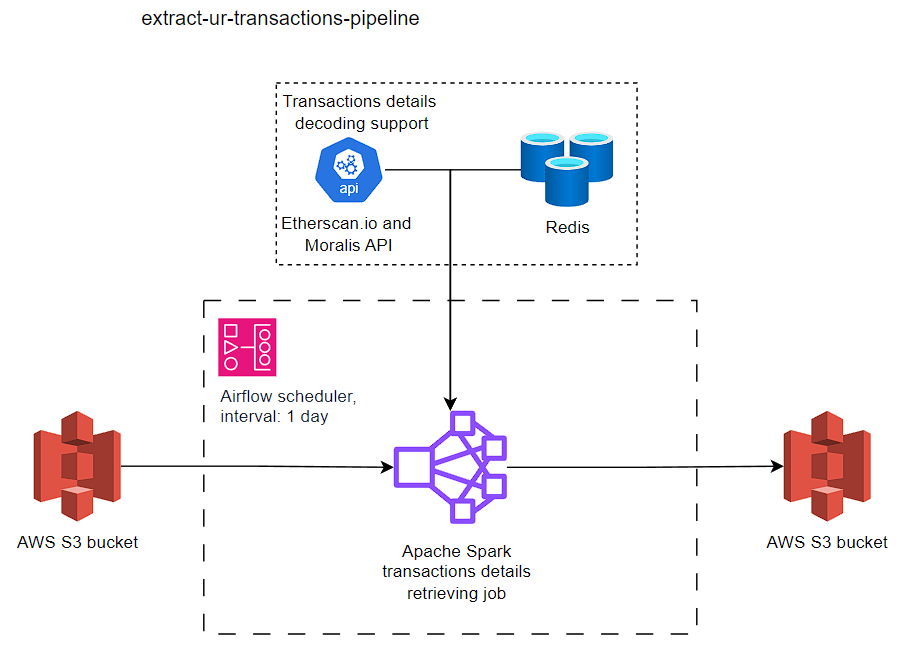 extract-ur-transactions-pipeline
Transactions details
decoding support
api
Etherscan.io and
Moralis API
Redis
Airflow scheduler,
interval: 1 day
AWS S3 bucket
Apache Spark
transactions details
retrieving job
AWS S3 bucket